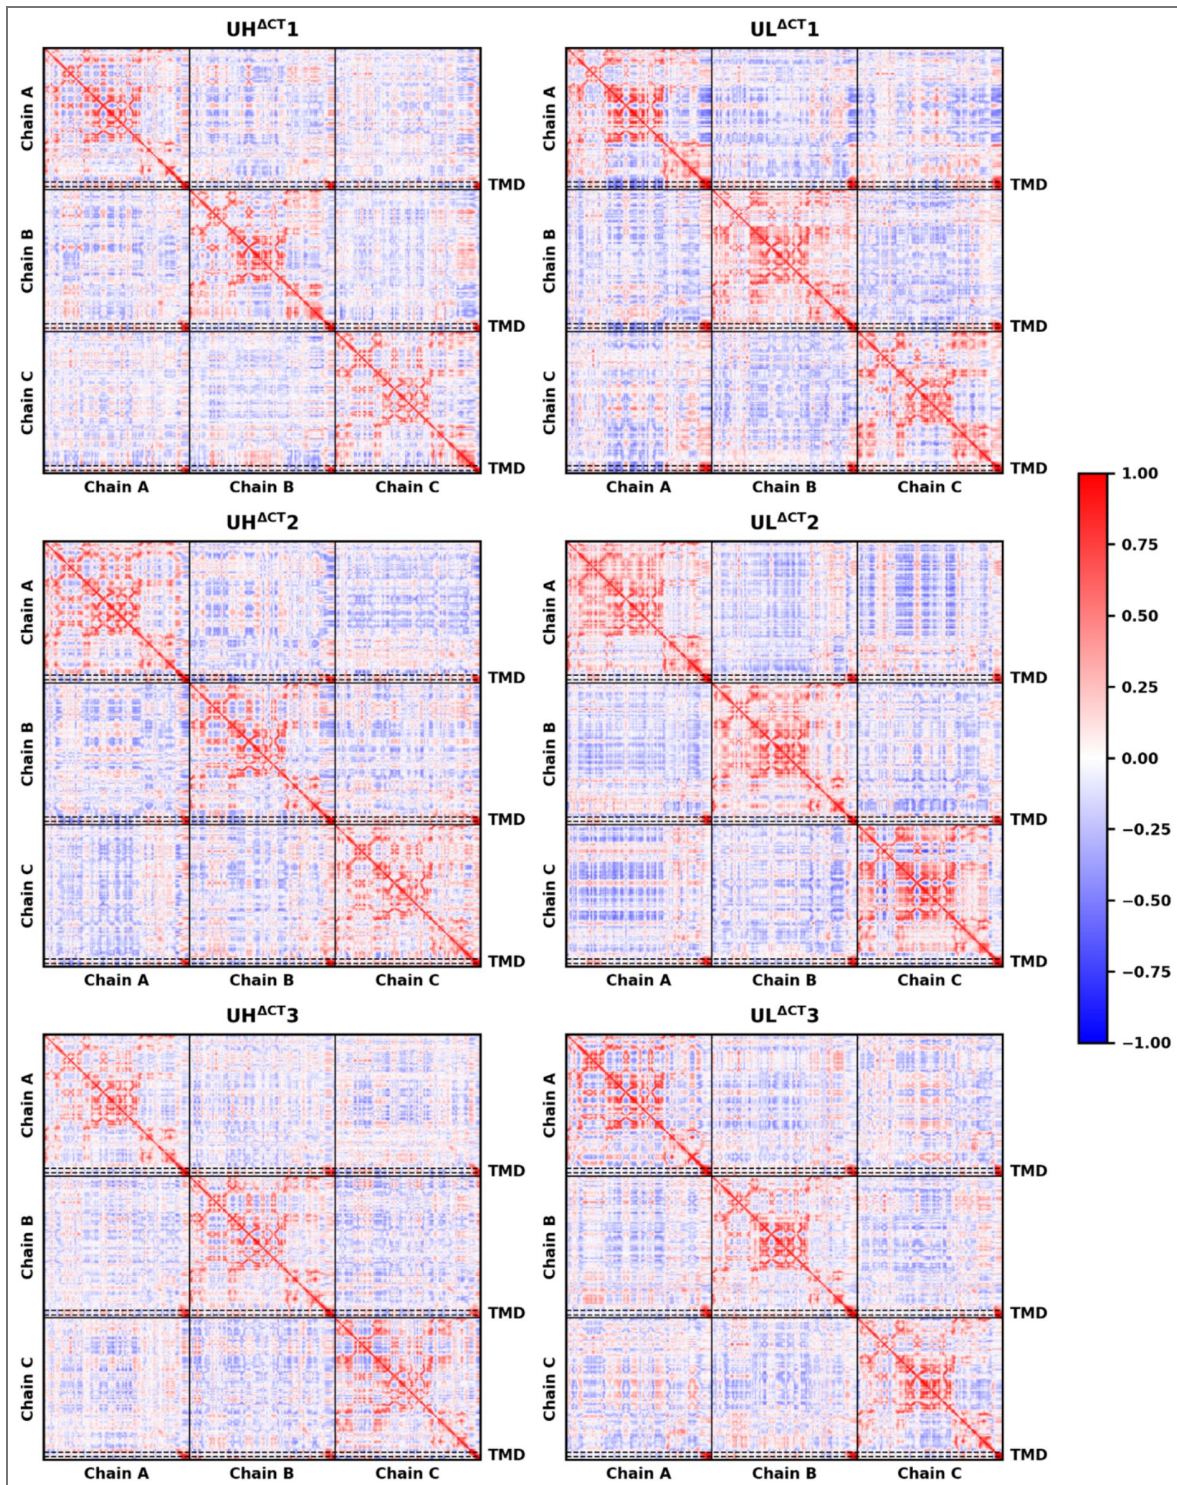 UH^ΔCT1
UL^ΔCT1
Chain A
Chain A
TMD
TMD
Chain B
Chain B
TMD
TMD
Chain C
Chain C
TMD
TMD
Chain A Chain B Chain C
Chain A Chain B Chain C
UH^ΔCT2
UL^ΔCT2
Chain A
Chain A
TMD
TMD
Chain B
Chain B
TMD
TMD
Chain C
Chain C
TMD
TMD
Chain A Chain B Chain C
Chain A Chain B Chain C
UH^ΔCT3
UL^ΔCT3
Chain A
Chain A
TMD
TMD
Chain B
Chain B
TMD
TMD
Chain C
Chain C
TMD
TMD
Chain A Chain B Chain C
Chain A Chain B Chain C
1.00
0.75
0.50
0.25
0.00
−0.25
−0.50
−0.75
−1.00